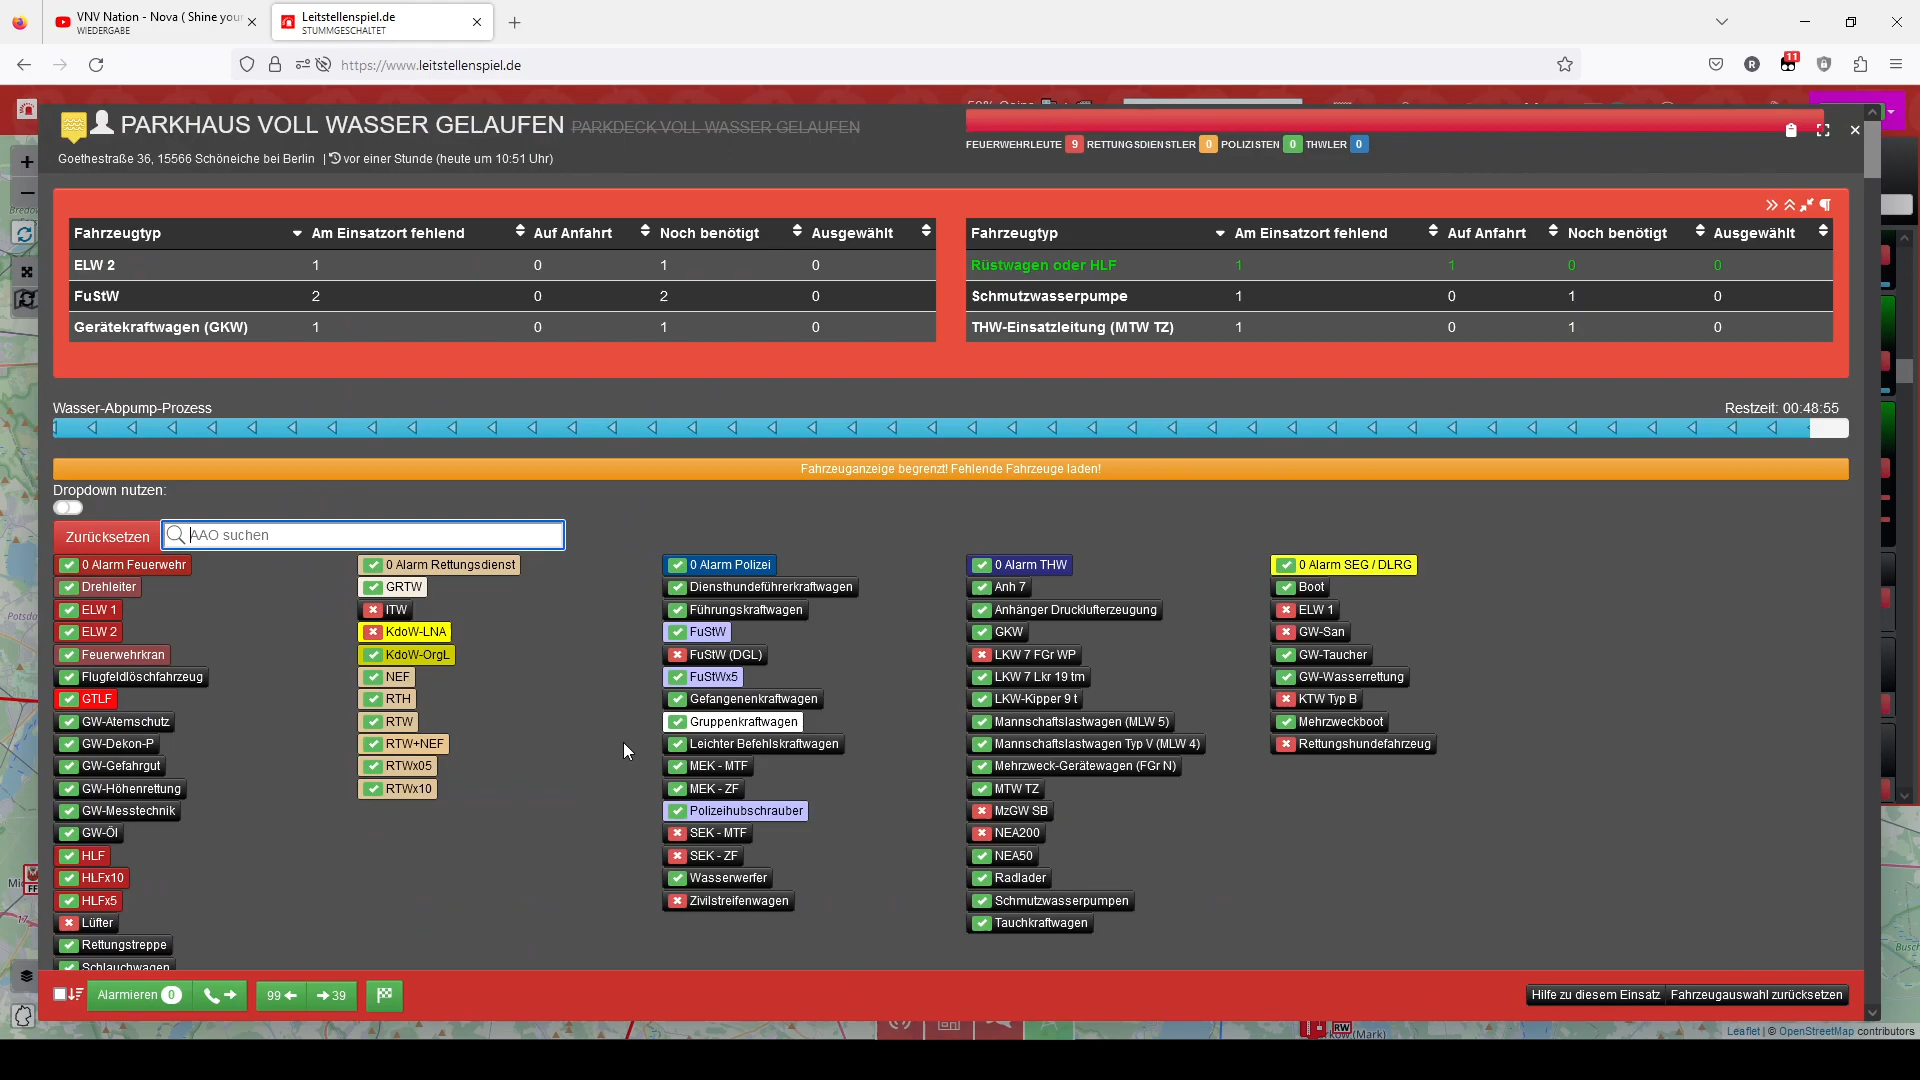 VNV Nation - Nova ( Shine your
WIEDERGABE
Leitstellenspiel.de
STUMMGESCHALTET
https://www.leitstellenspiel.de
R
11
PARKHAUS VOLL WASSER GELAUFEN PARKDECK VOLL WASSER GELAUFEN
Goethestraße 36, 15566 Schöneiche bei Berlin | vor einer Stunde (heute um 10:51 Uhr)
FEUERWEHRLEUTE 9 RETTUNGSDIENSTLER 0 POLIZISTEN 0 THWLER 0
Fahrzeugtyp Am Einsatzort fehlend Auf Anfahrt Noch benötigt Ausgewählt
ELW 2 1 0 1 0
FuStW 2 0 2 0
Gerätekraftwagen (GKW) 1 0 1 0
Fahrzeugtyp Am Einsatzort fehlend Auf Anfahrt Noch benötigt Ausgewählt
Rüstwagen oder HLF 1 1 0 0
Schmutzwasserpumpe 1 0 1 0
THW-Einsatzleitung (MTW TZ) 1 0 1 0
Wasser-Abpump-Prozess
Restzeit: 00:48:55
Fahrzeuganzeige begrenzt! Fehlende Fahrzeuge laden!
Dropdown nutzen:
Zurücksetzen
AAO suchen
0 Alarm Feuerwehr
Drehleiter
ELW 1
ELW 2
Feuerwehrkran
Flugfeldlöschfahrzeug
GTLF
GW-Atemschutz
GW-Dekon-P
GW-Gefahrgut
GW-Höhenrettung
GW-Messtechnik
GW-Öl
HLF
HLFx10
HLFx5
Lüfter
Rettungstreppe
Schlauchwagen
0 Alarm Rettungsdienst
GRTW
ITW
KdoW-LNA
KdoW-OrgL
NEF
RTH
RTW
RTW+NEF
RTWx05
RTWx10
0 Alarm Polizei
Diensthundeführerkraftwagen
Führungskraftwagen
FuStW
FuStW (DGL)
FuStWx5
Gefangenenkraftwagen
Gruppenkraftwagen
Leichter Befehlskraftwagen
MEK - MTF
MEK - ZF
Polizeihubschrauber
SEK - MTF
SEK - ZF
Wasserwerfer
Zivilstreifenwagen
0 Alarm THW
Anh 7
Anhänger Drucklufterzeugung
GKW
LKW 7 FGr WP
LKW 7 Lkr 19 tm
LKW-Kipper 9 t
Mannschaftslastwagen (MLW 5)
Mannschaftslastwagen Typ V (MLW 4)
Mehrzweck-Gerätewagen (FGr N)
MTW TZ
MzGW SB
NEA200
NEA50
Radlader
Schmutzwasserpumpen
Tauchkraftwagen
0 Alarm SEG / DLRG
Boot
ELW 1
GW-San
GW-Taucher
GW-Wasserrettung
KTW Typ B
Mehrzweckboot
Rettungshundefahrzeug
Alarmieren 0
99
39
Hilfe zu diesem Einsatz
Fahrzeugauswahl zurücksetzen
RW
Leaflet | © OpenStreetMap contributors